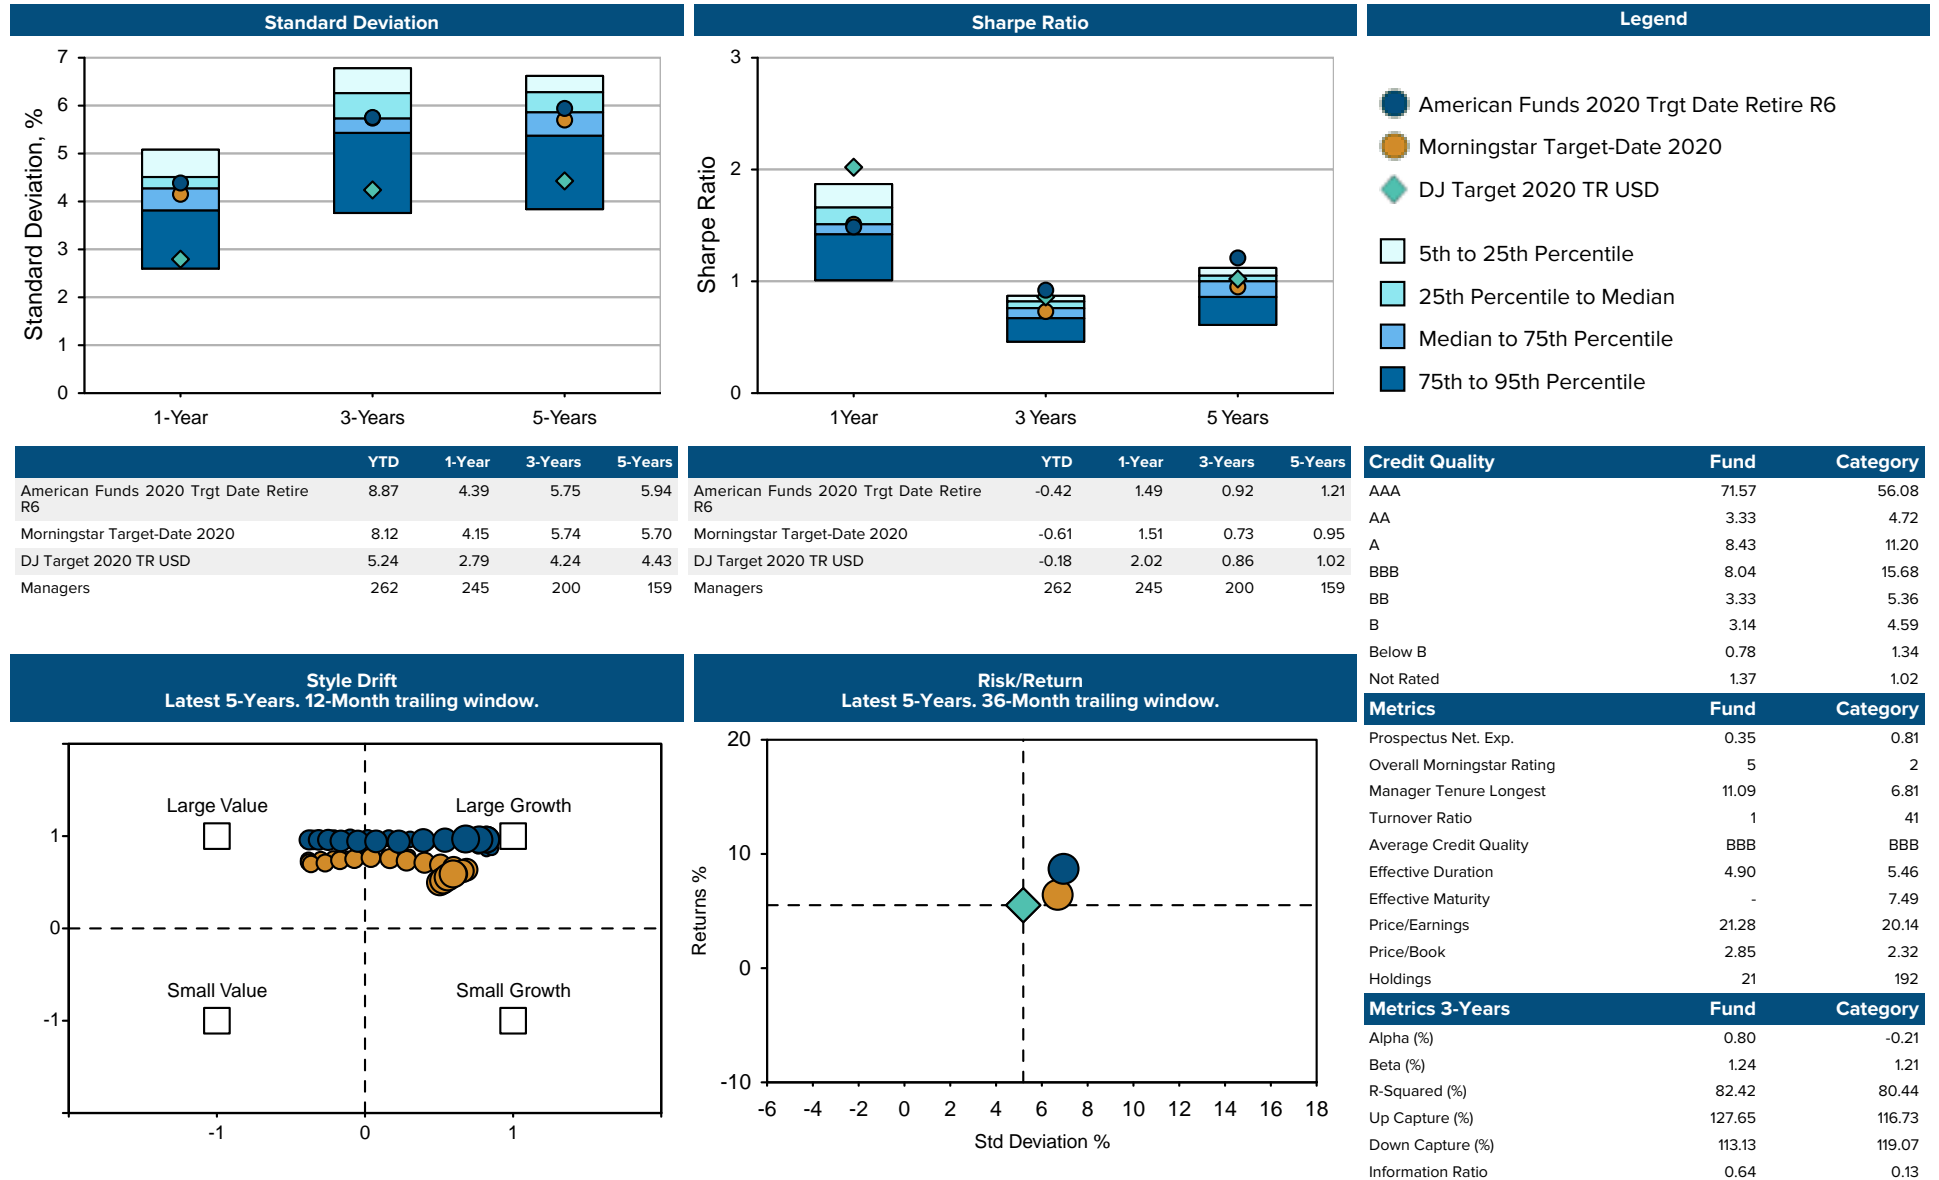 Standard Deviation
7
6
5
4
3
2
1
0
Standard Deviation, %
1-Year 3-Years 5-Years
Sharpe Ratio
3
2
1
0
Sharpe Ratio
1 Year 3 Years 5 Years
Legend
American Funds 2020 Trgt Date Retire R6
Morningstar Target-Date 2020
DJ Target 2020 TR USD
5th to 25th Percentile
25th Percentile to Median
Median to 75th Percentile
75th to 95th Percentile
YTD 1-Year 3-Years 5-Years
American Funds 2020 Trgt Date Retire R6 8.87 4.39 5.75 5.94
Morningstar Target-Date 2020 8.12 4.15 5.74 5.70
DJ Target 2020 TR USD 5.24 2.79 4.24 4.43
Managers 262 245 200 159
YTD 1-Year 3-Years 5-Years
American Funds 2020 Trgt Date Retire R6 -0.42 1.49 0.92 1.21
Morningstar Target-Date 2020 -0.61 1.51 0.73 0.95
DJ Target 2020 TR USD -0.18 2.02 0.86 1.02
Managers 262 245 200 159
Credit Quality Fund Category
AAA 71.57 56.08
AA 3.33 4.72
A 8.43 11.20
BBB 8.04 15.68
BB 3.33 5.36
B 3.14 4.59
Below B 0.78 1.34
Not Rated 1.37 1.02
Metrics Fund Category
Prospectus Net. Exp. 0.35 0.81
Overall Morningstar Rating 5 2
Manager Tenure Longest 11.09 6.81
Turnover Ratio 1 41
Average Credit Quality BBB BBB
Effective Duration 4.90 5.46
Effective Maturity - 7.49
Price/Earnings 21.28 20.14
Price/Book 2.85 2.32
Holdings 21 192
Metrics 3-Years Fund Category
Alpha (%) 0.80 -0.21
Beta (%) 1.24 1.21
R-Squared (%) 82.42 80.44
Up Capture (%) 127.65 116.73
Down Capture (%) 113.13 119.07
Information Ratio 0.64 0.13
Style Drift
Latest 5-Years. 12-Month trailing window.
Large Value Large Growth
1
0
Small Value Small Growth
-1
-1 0 1
Risk/Return
Latest 5-Years. 36-Month trailing window.
20
10
0
-10
Returns %
-6 -4 -2 0 2 4 6 8 10 12 14 16 18
Std Deviation %